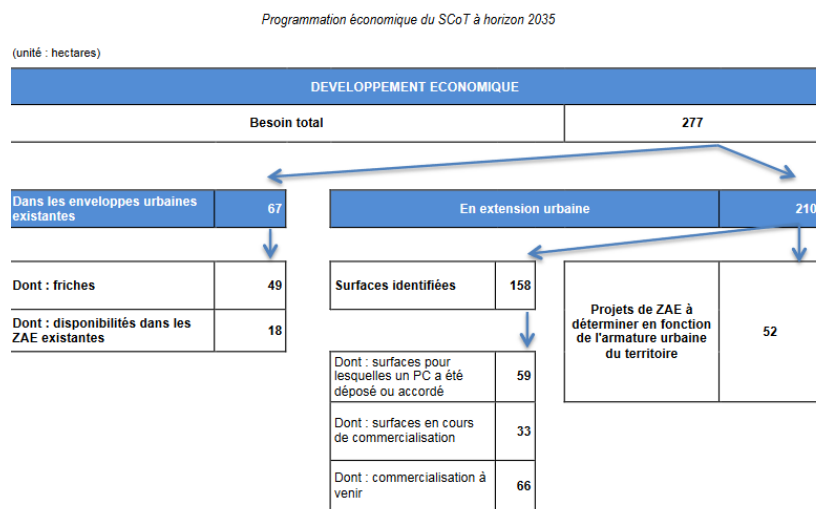 Programmation économique du SCoT à horizon 2035
(unité : hectares)
DEVELOPPEMENT ECONOMIQUE
Besoin total
277
Dans les enveloppes urbaines
existantes
67
En extension urbaine
210
Dont : friches
49
Dont : disponibilités dans les
ZAE existantes
18
Surfaces identifiées
158
Dont : surfaces pour
lesquelles un PC a été
déposé ou accordé
59
Dont : surfaces en cours
de commercialisation
33
Dont : commercialisation à
venir
66
Projets de ZAE à
déterminer en fonction
de l'armature urbaine
du territoire
52